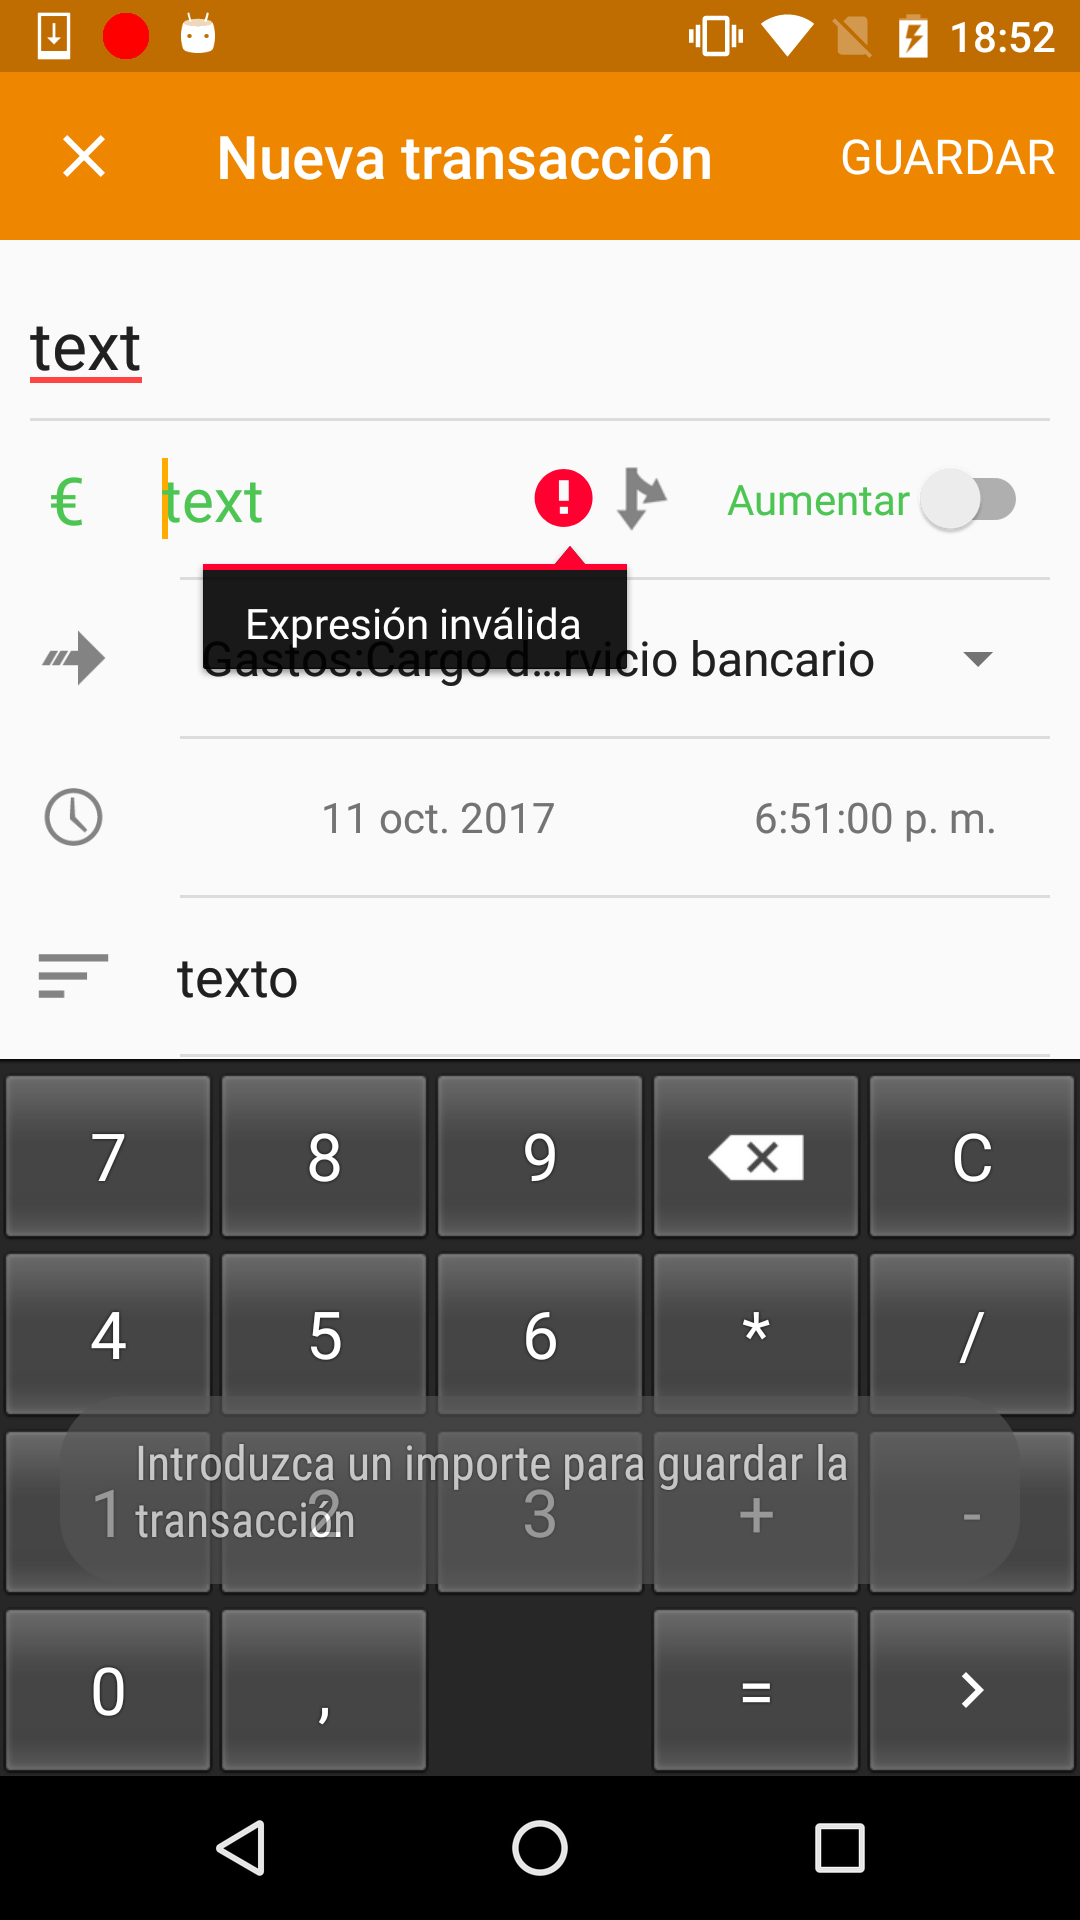 18:52
Nueva transacción GUARDAR
text
€ text Aumentar
Expresión inválida
Gastos:Cargo d…rvicio bancario
11 oct. 2017 6:51:00 p. m.
texto
7 8 9 C
4 5 6 * /
1 2 3 + -
Introduzca un importe para guardar la
transacción
0 , = >